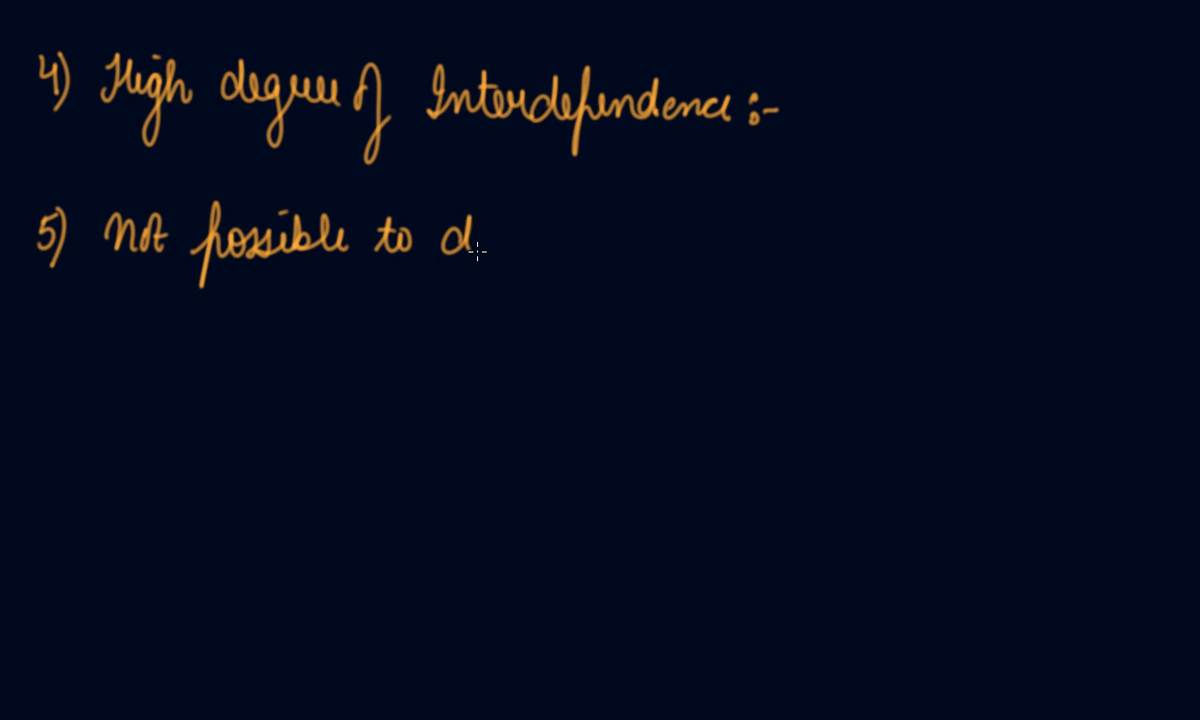 4) High degree of Interdependence :-
5) Not possible to d